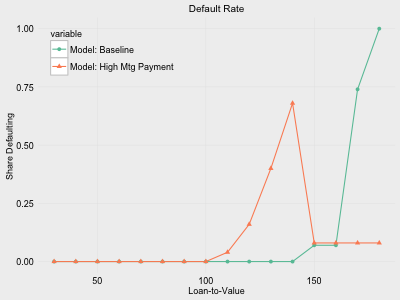 Default Rate
variable
Model: Baseline
Model: High Mtg Payment
Share Defaulting
1.00
0.75
0.50
0.25
0.00
50
100
150
Loan-to-Value